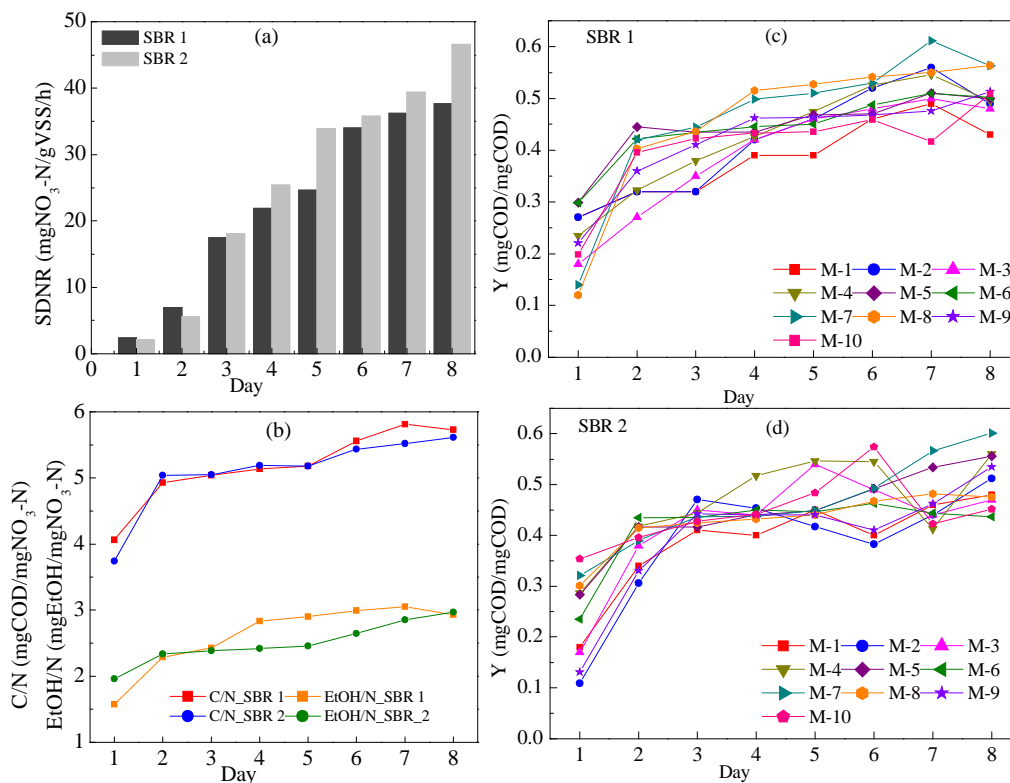 (a)
SBR 1
SBR 2
SDNR (mgNO3-N/gVSS/h)
50
40
30
20
10
0
0 1 2 3 4 5 6 7 8
Day
(b)
C/N (mgCOD/mgNO3-N)
EtOH/N (mgEtOH/mgNO3-N)
6
5
4
3
2
1
C/N_SBR 1 EtOH/N_SBR 1
C/N_SBR 2 EtOH/N_SBR_2
1 2 3 4 5 6 7 8
Day
SBR 1 (c)
Y (mgCOD/mgCOD)
0.6
0.5
0.4
0.3
0.2
0.1
0.0
M-1 M-2 M-3
M-4 M-5 M-6
M-7 M-8 M-9
M-10
1 2 3 4 5 6 7 8
Day
SBR 2 (d)
Y (mgCOD/mgCOD)
0.6
0.5
0.4
0.3
0.2
0.1
0.0
M-1 M-2 M-3
M-4 M-5 M-6
M-7 M-8 M-9
M-10
1 2 3 4 5 6 7 8
Day